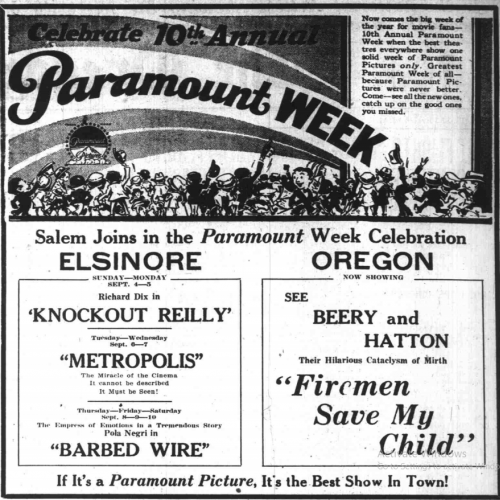 Celebrate 10th Annual
Paramount WEEK
Now comes the big week of
the year for movie fans—
10th Annual Paramount
Week when the best thea-
tres everywhere show one
solid week of Paramount
Pictures only. Greatest
Paramount Week of all—
because Paramount Pic-
tures were never better.
Come—see all the new ones,
catch up on the good ones
you missed.
Salem Joins in the Paramount Week Celebration
ELSINORE
SUNDAY—MONDAY
SEPT. 4—5
Richard Dix in
'KNOCKOUT REILLY'
Tuesday—Wednesday
Sept. 6—7
"METROPOLIS"
The Miracle of the Cinema
It cannot be described
It Must be Seen!
Thursday—Friday—Saturday
Sept. 8—9—10
The Empress of Emotions in a Tremendous Story
Pola Negri in
"BARBED WIRE"
OREGON
NOW SHOWING
SEE
BEERY and
HATTON
Their Hilarious Cataclysm of Mirth
"Firemen
Save My
Child"
Activate Windows
If It's a Paramount Picture, It's the Best Show In Town!